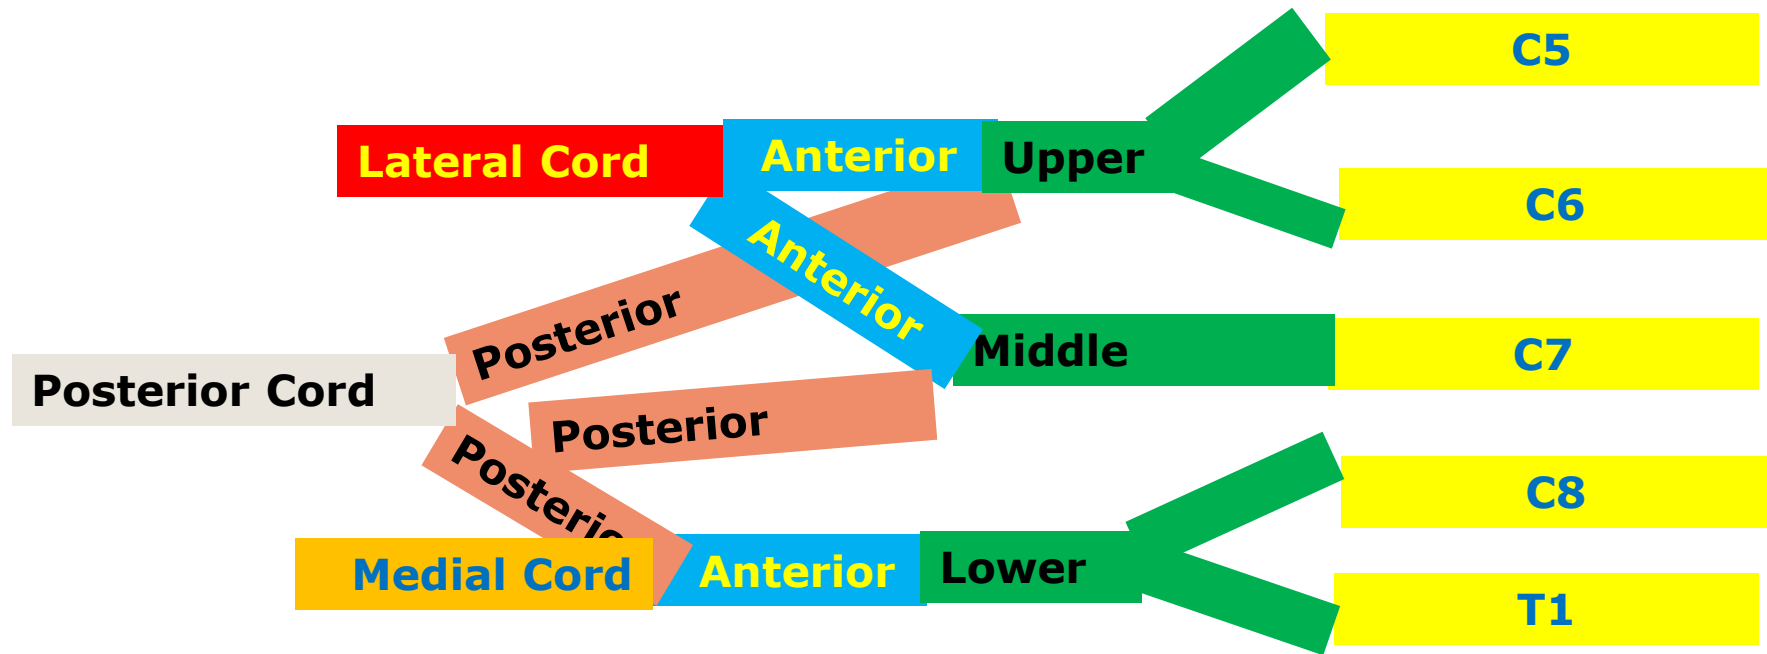 C5
Lateral Cord
Anterior
Upper
C6
Anterior
Posterior
Middle
C7
Posterior Cord
Posterior
Posterio
C8
Medial Cord
Anterior
Lower
T1